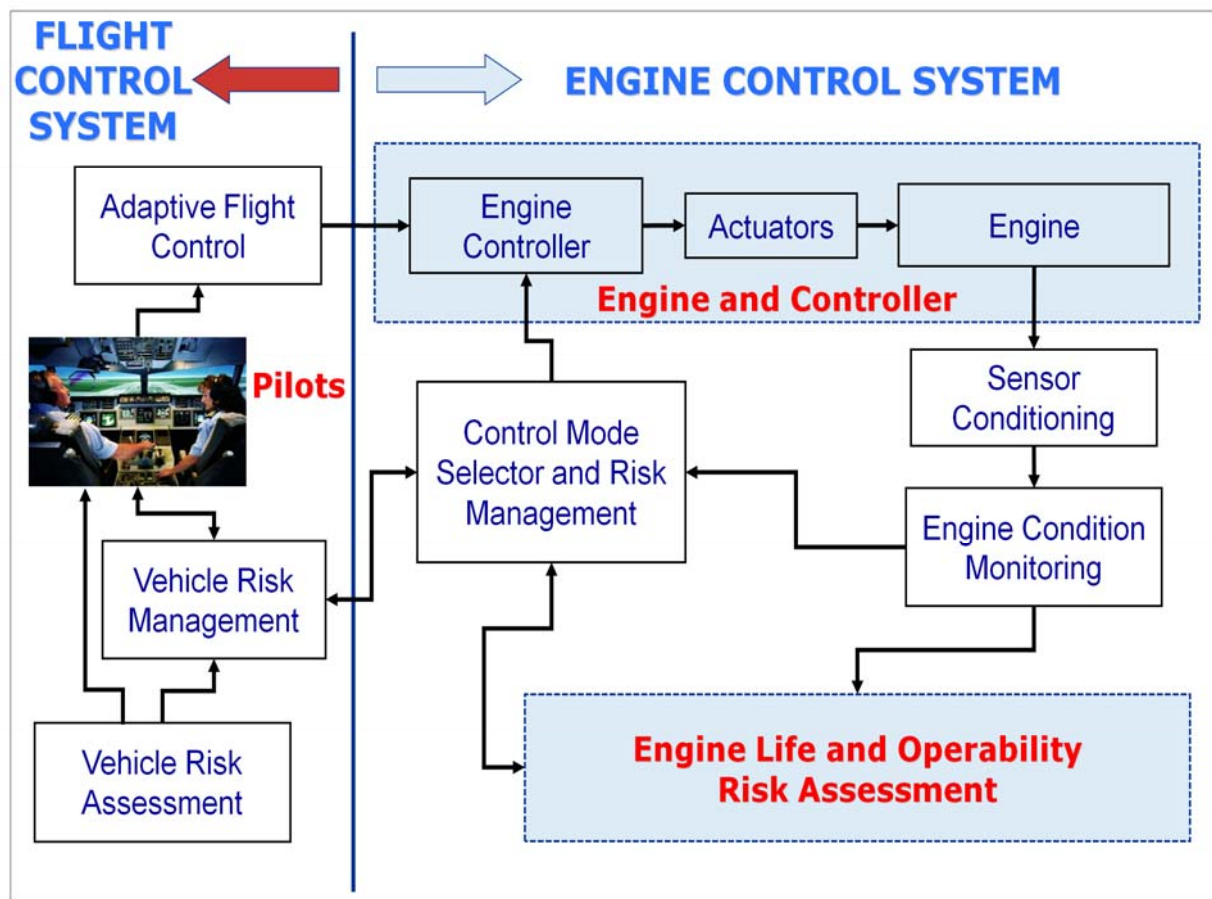 FLIGHT
CONTROL
SYSTEM
ENGINE CONTROL SYSTEM
Adaptive Flight
Control
Engine
Controller
Actuators
Engine
Engine and Controller
Pilots
Sensor
Conditioning
Control Mode
Selector and Risk
Management
Engine Condition
Monitoring
Vehicle Risk
Management
Vehicle Risk
Assessment
Engine Life and Operability
Risk Assessment